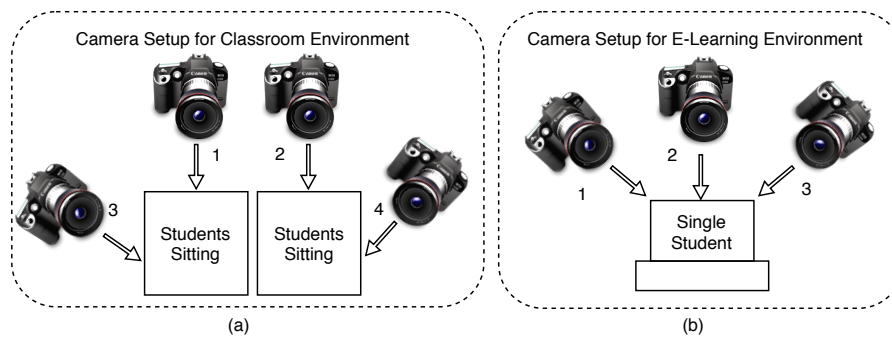 Camera Setup for Classroom Environment
1
2
3
4
Students
Sitting
Students
Sitting
(a)
Camera Setup for E-Learning Environment
1
2
3
Single
Student
(b)